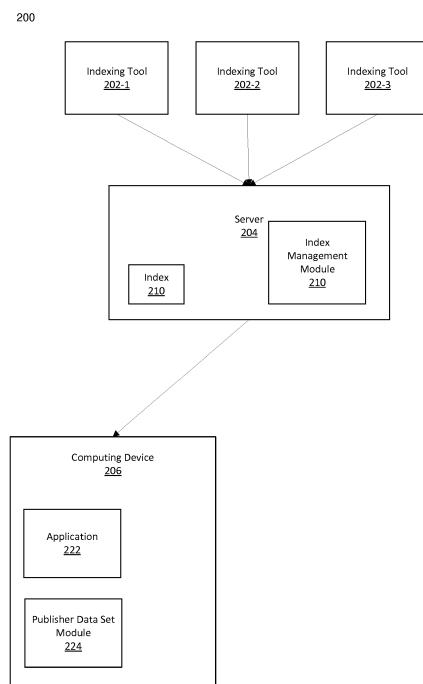 200
Indexing Tool
202-1
Indexing Tool
202-2
Indexing Tool
202-3
Server
204
Index
Management
Module
210
Index
210
Computing Device
206
Application
222
Publisher Data Set
Module
224